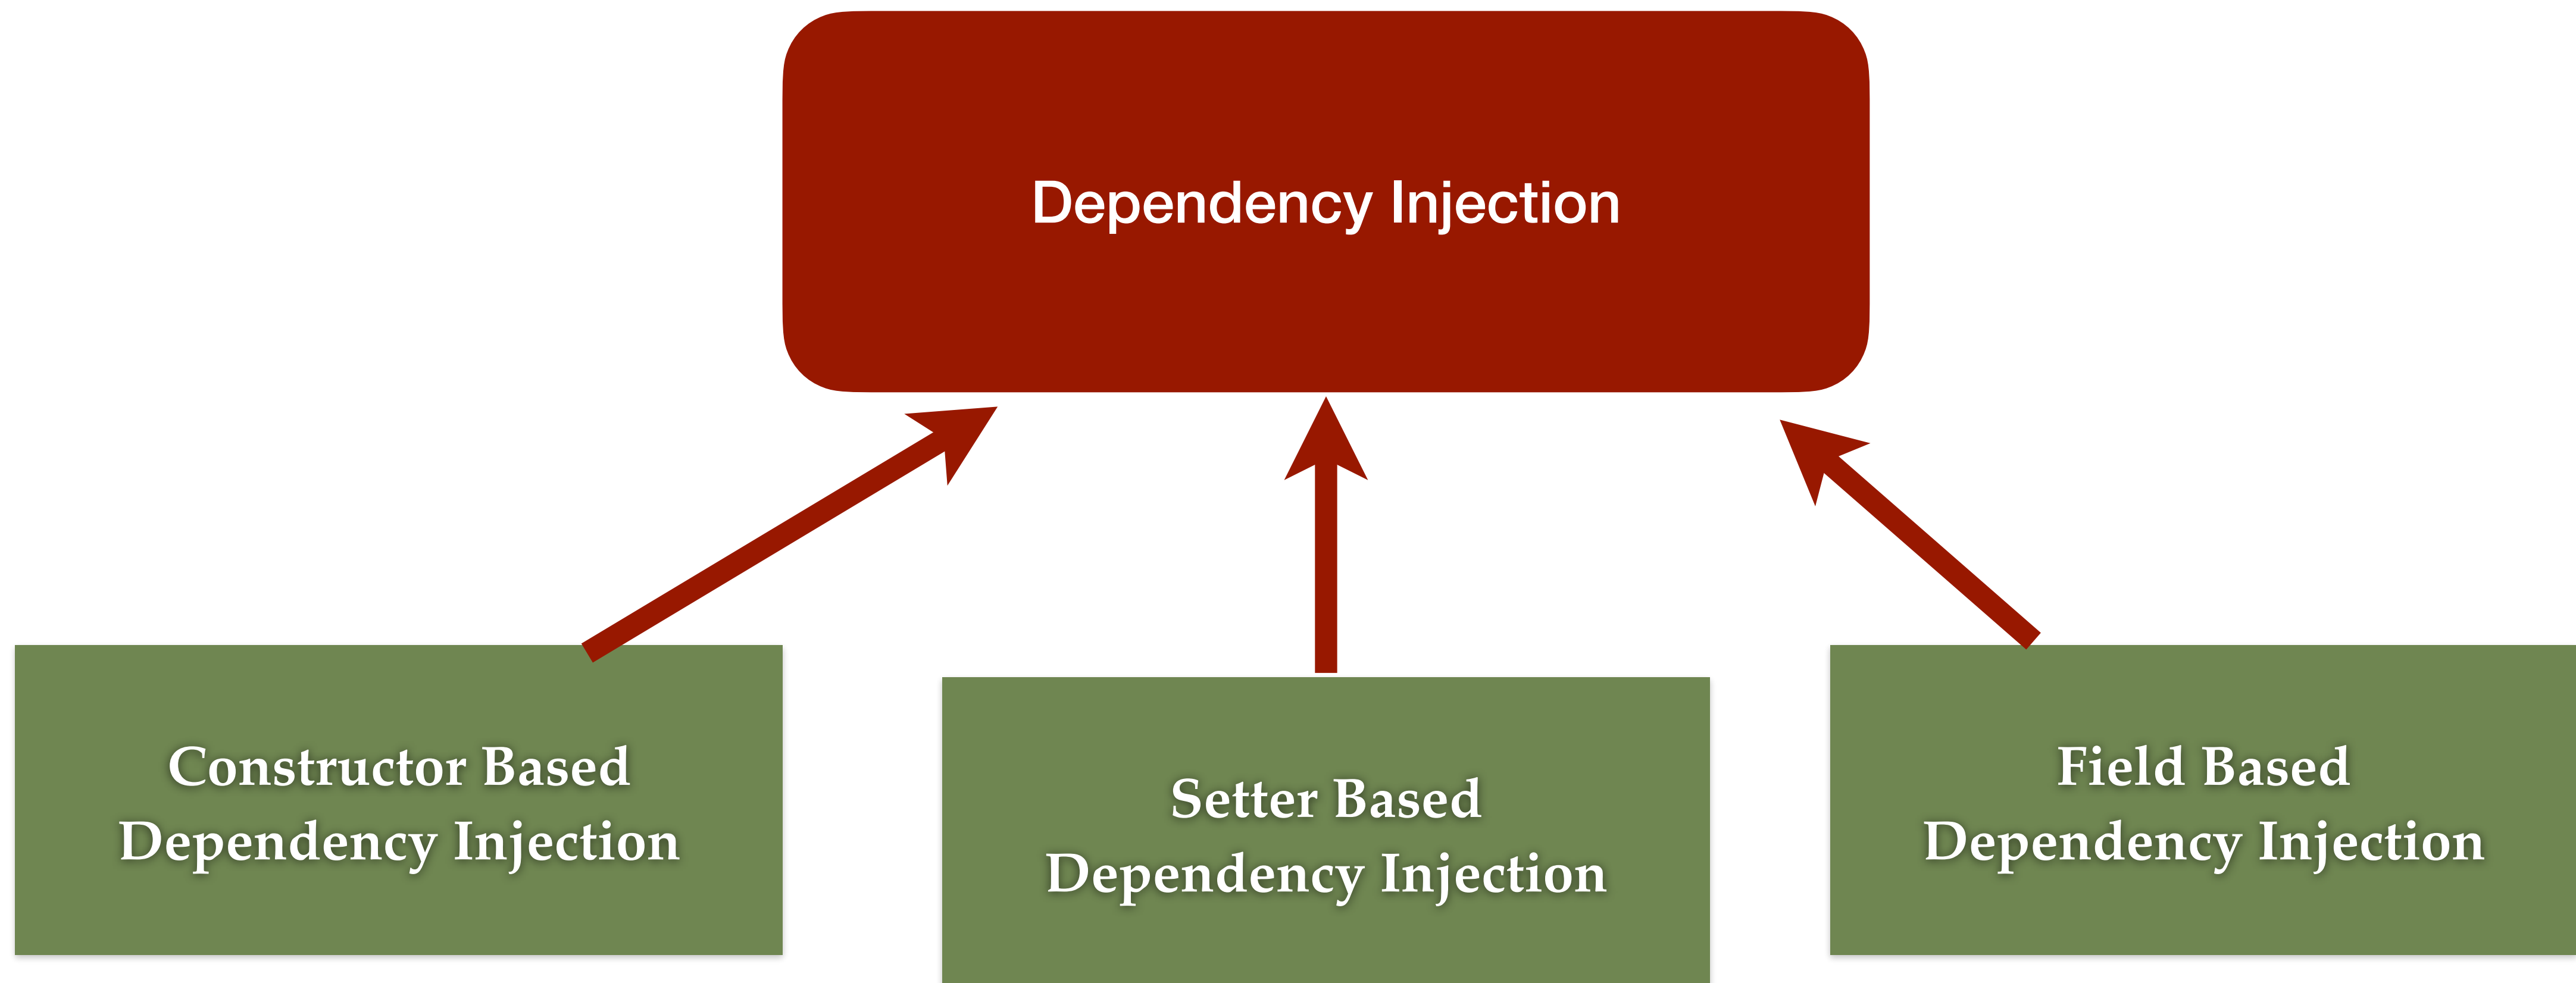 Dependency Injection
Constructor Based
Dependency Injection
Setter Based
Dependency Injection
Field Based
Dependency Injection